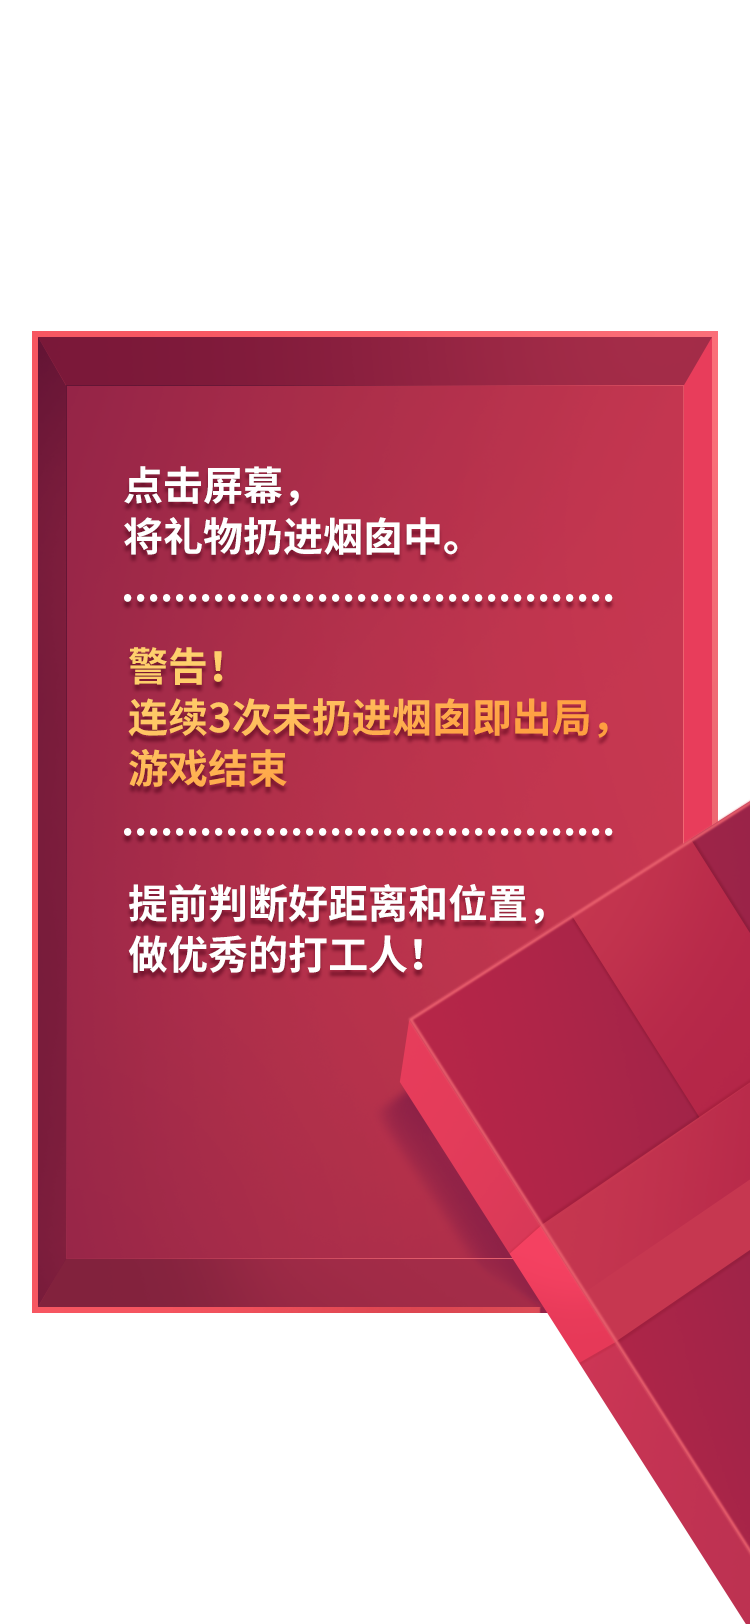 点击屏幕，
将礼物扔进烟囱中。
警告！
连续3次未扔进烟囱即出局，
游戏结束
提前判断好距离和位置，
做优秀的打工人！